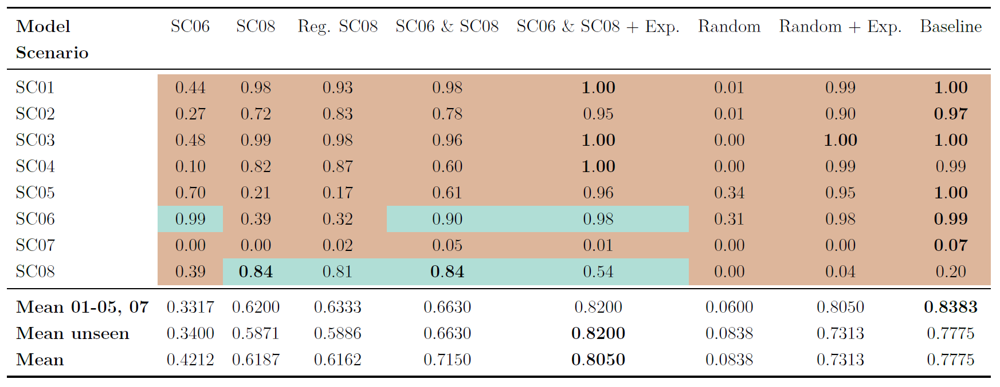 Model SC06 SC08 Reg. SC08 SC06 & SC08 SC06 & SC08 + Exp. Random Random + Exp. Baseline
Scenario
SC01 0.44 0.98 0.93 0.98 1.00 0.01 0.99 1.00
SC02 0.27 0.72 0.83 0.78 0.95 0.01 0.90 0.97
SC03 0.48 0.99 0.98 0.96 1.00 0.00 1.00 1.00
SC04 0.10 0.82 0.87 0.60 1.00 0.00 0.99 0.99
SC05 0.70 0.21 0.17 0.61 0.96 0.34 0.95 1.00
SC06 0.99 0.39 0.32 0.90 0.98 0.31 0.98 0.99
SC07 0.00 0.00 0.02 0.05 0.01 0.00 0.00 0.07
SC08 0.39 0.84 0.81 0.84 0.54 0.00 0.04 0.20
Mean 01-05, 07 0.3317 0.6200 0.6333 0.6630 0.8200 0.0600 0.8050 0.8383
Mean unseen 0.3400 0.5871 0.5886 0.6630 0.8200 0.0838 0.7313 0.7775
Mean 0.4212 0.6187 0.6162 0.7150 0.8050 0.0838 0.7313 0.7775